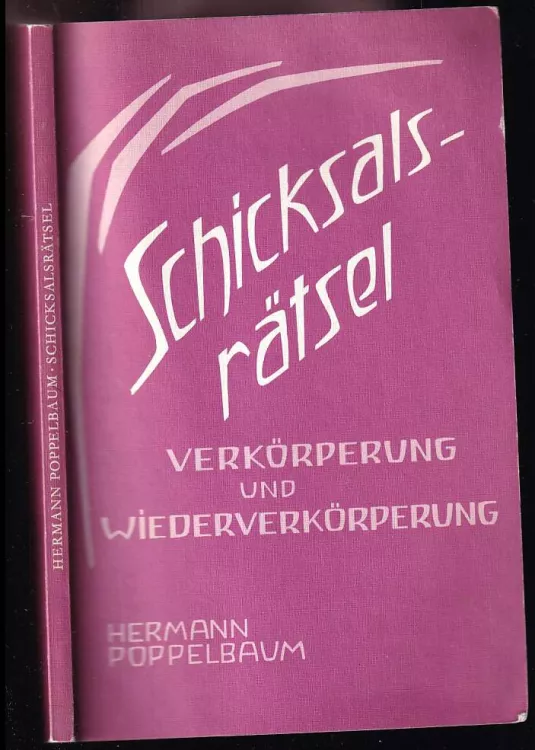 HERMANN POPPELBAUM · SCHICKSALSRÄTSEL
Schicksals-
rätsel
VERKÖRPERUNG
UND
WiEDERVERKÖRPERUNG
HERMANN
POPPELBAUM